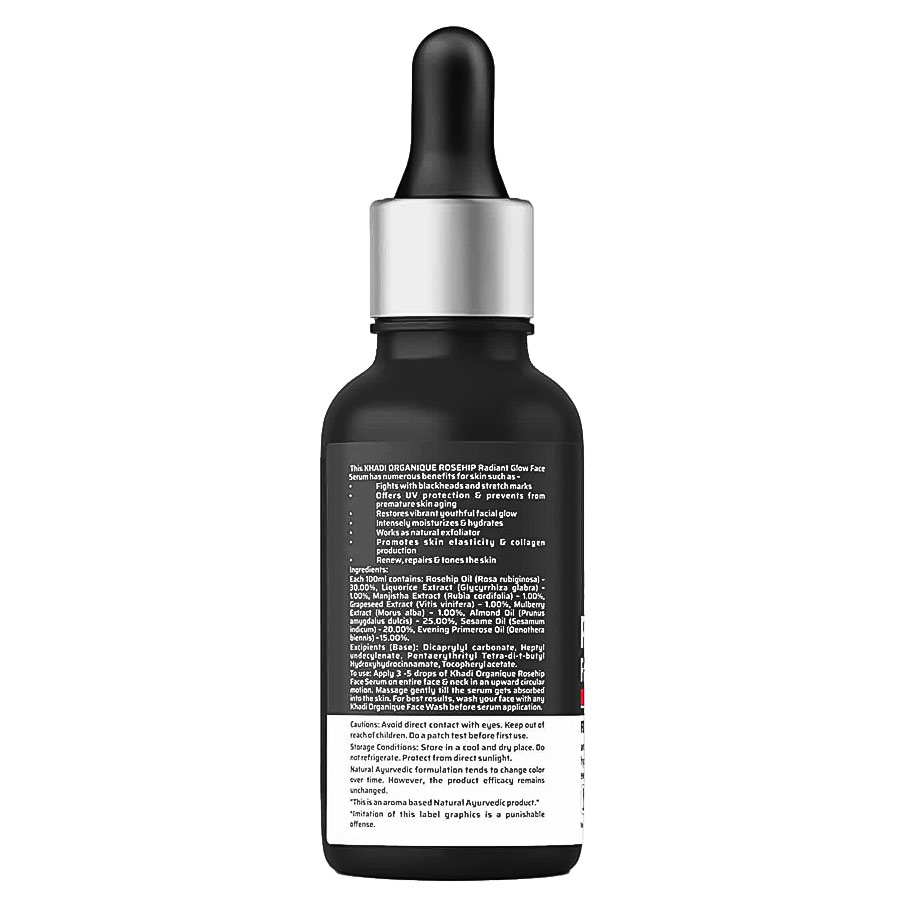 This KHADI ORGANIQUE ROSEHIP Radiant Glow Face
Serum has numerous benefits for skin such as -
• Fights with blackheads and stretch marks
• Offers UV protection & prevents from
premature skin aging
• Restores vibrant youthful facial glow
• Intensely moisturizes & hydrates
• Works as natural exfoliator
• Promotes skin elasticity & collagen
production
• Renew, repairs & tones the skin
Ingredients:
Each 100ml contains: Rosehip Oil (Rosa rubiginosa) -
30.00%, Liquorice Extract (Glycyrrhiza glabra) -
1.00%, Manjistha Extract (Rubia cordifolia) - 1.00%,
Grapeseed Extract (Vitis vinifera) - 1.00%, Mulberry
Extract (Morus alba) - 1.00%, Almond Oil (Prunus
amygdalus dulcis) - 25.00%, Sesame Oil (Sesamum
indicum) - 20.00%, Evening Primerose Oil (Oenothera
biennis) -15.00%.
Excipients (Base): Dicaprylyl carbonate, Heptyl
undecylenate, Pentaerythrityl Tetra-di-t-butyl
Hydroxyhydrocinnamate, Tocopheryl acetate.
To use: Apply 3 -5 drops of Khadi Organique Rosehip
Face Serum on entire face & neck in an upward circular
motion. Massage gently till the serum gets absorbed
into the skin. For best results, wash your face with any
Khadi Organique Face Wash before serum application.
Cautions: Avoid direct contact with eyes. Keep out of
reach of children. Do a patch test before first use.
Storage Conditions: Store in a cool and dry place. Do
not refrigerate. Protect from direct sunlight.
Natural Ayurvedic formulation tends to change color
over time. However, the product efficacy remains
unchanged.
"This is an aroma based Natural Ayurvedic product."
"Imitation of this label graphics is a punishable
offense.